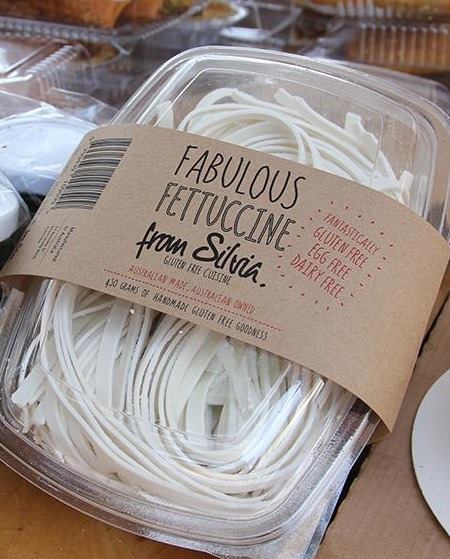 FABULOUS
FETTUCCINE
from Silvia.
GLUTEN FREE CUISINE
AUSTRALIAN MADE, AUSTRALIAN OWNED
450 GRAMS OF HANDMADE GLUTEN FREE GOODNESS
FANTASTICALLY
GLUTEN FREE
EGG FREE
DAIRY FREE